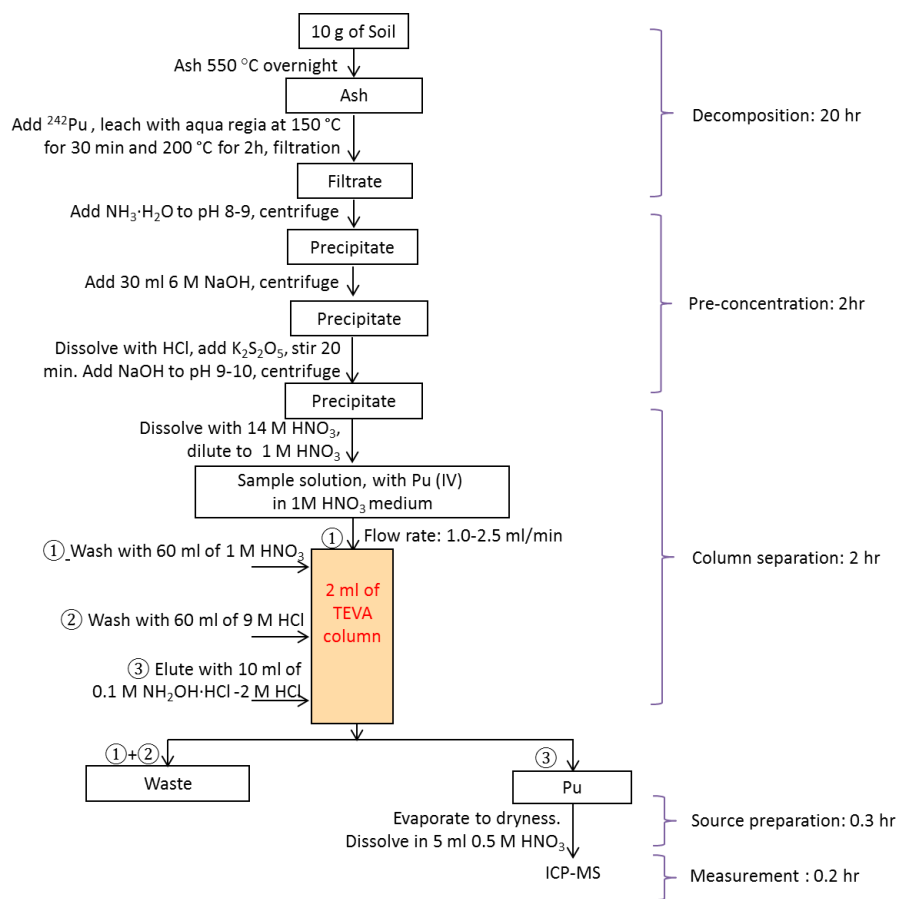 10 g of Soil
Ash 550 °C overnight
Ash
Decomposition: 20 hr
Add ²⁴²Pu , leach with aqua regia at 150 °C
for 30 min and 200 °C for 2h, filtration
Filtrate
Add NH₃·H₂O to pH 8-9, centrifuge
Precipitate
Add 30 ml 6 M NaOH, centrifuge
Pre-concentration: 2hr
Precipitate
Dissolve with HCl, add K₂S₂O₅, stir 20
min. Add NaOH to pH 9-10, centrifuge
Precipitate
Dissolve with 14 M HNO₃,
dilute to 1 M HNO₃
Sample solution, with Pu (IV)
in 1M HNO₃ medium
① Flow rate: 1.0-2.5 ml/min
① Wash with 60 ml of 1 M HNO₃
Column separation: 2 hr
2 ml of
TEVA
column
② Wash with 60 ml of 9 M HCl
③ Elute with 10 ml of
0.1 M NH₂OH·HCl -2 M HCl
①+②
③
Waste
Pu
Evaporate to dryness.
Dissolve in 5 ml 0.5 M HNO₃
Source preparation: 0.3 hr
ICP-MS
Measurement : 0.2 hr